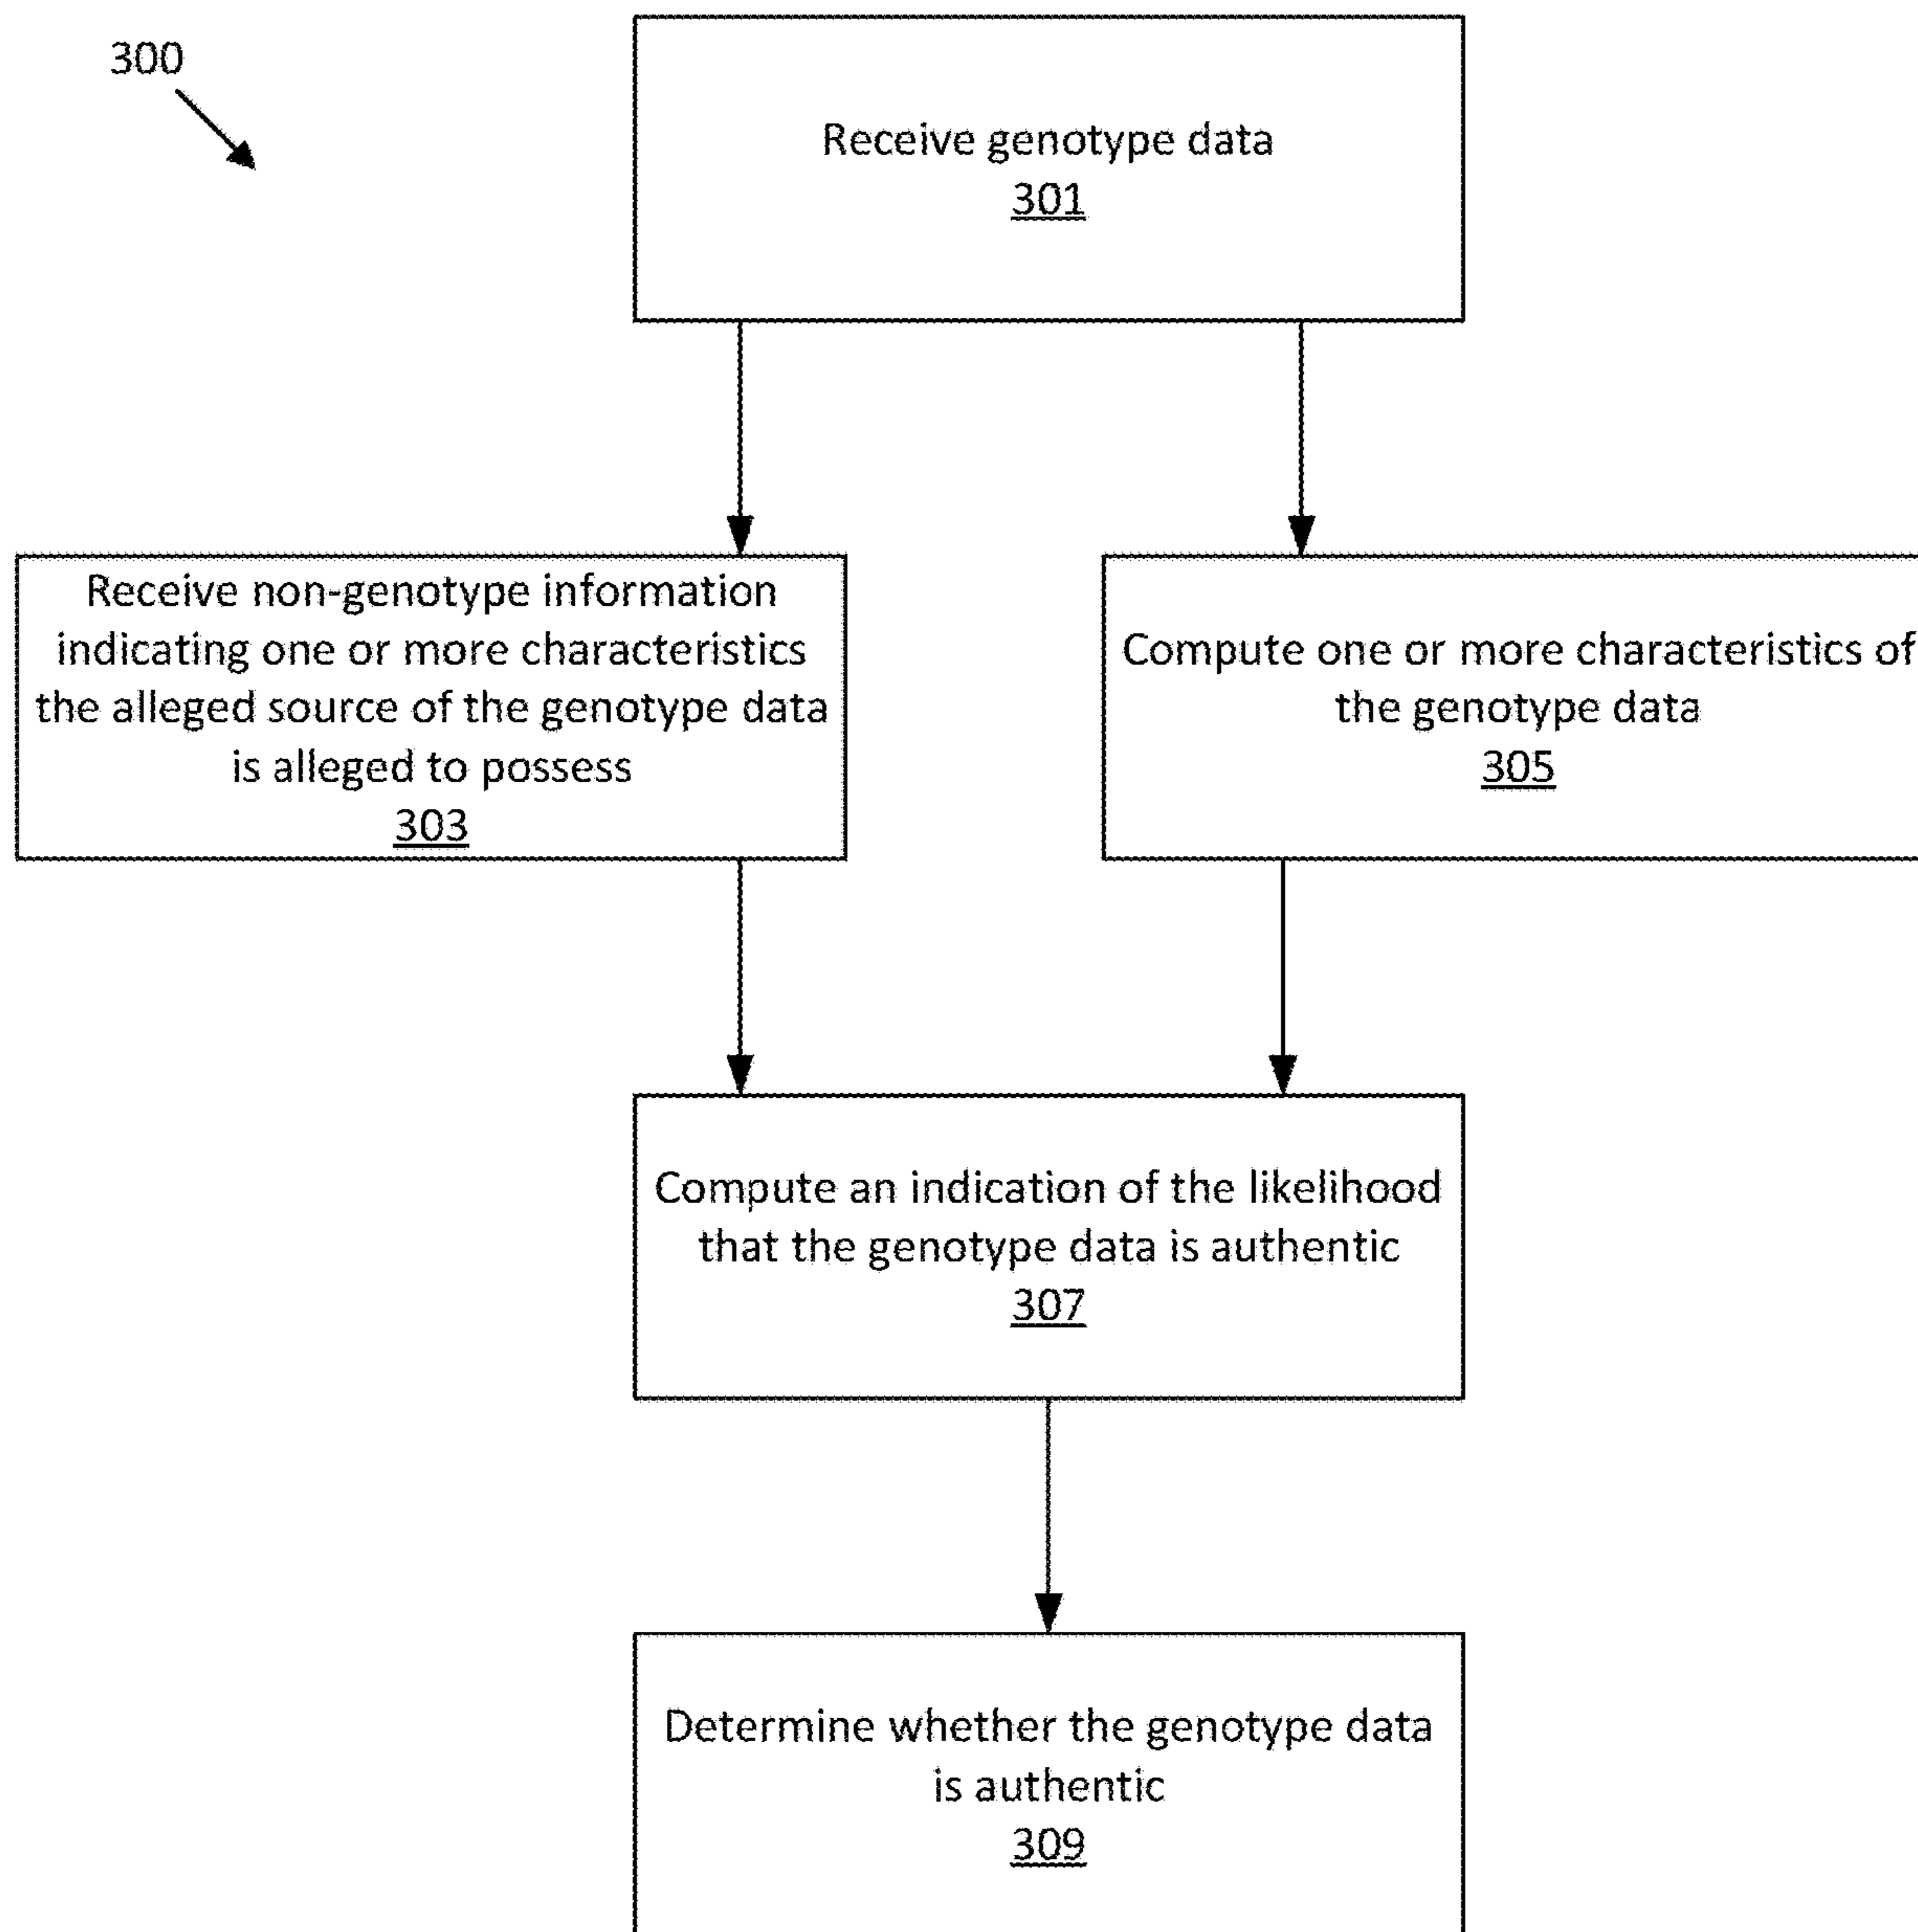 300
Receive genotype data
301
Receive non-genotype information
indicating one or more characteristics
the alleged source of the genotype data
is alleged to possess
303
Compute one or more characteristics of
the genotype data
305
Compute an indication of the likelihood
that the genotype data is authentic
307
Determine whether the genotype data
is authentic
309